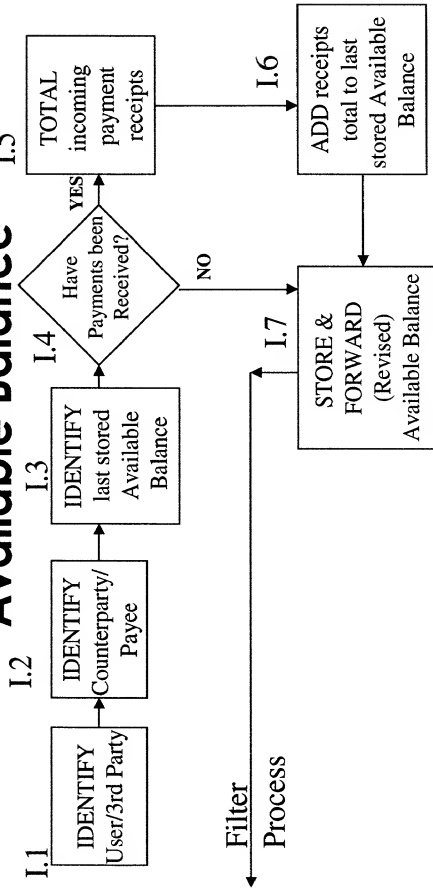 Available Balance
I.1
IDENTIFY
User/3rd Party
I.2
IDENTIFY
Counterparty/
Payee
I.3
IDENTIFY
last stored
Available
Balance
I.4
Have
Payments been
Received?
YES
NO
I.5
TOTAL
incoming
payment
receipts
I.6
ADD receipts
total to last
stored Available
Balance
I.7
STORE &
FORWARD
(Revised)
Available Balance
Filter
Process